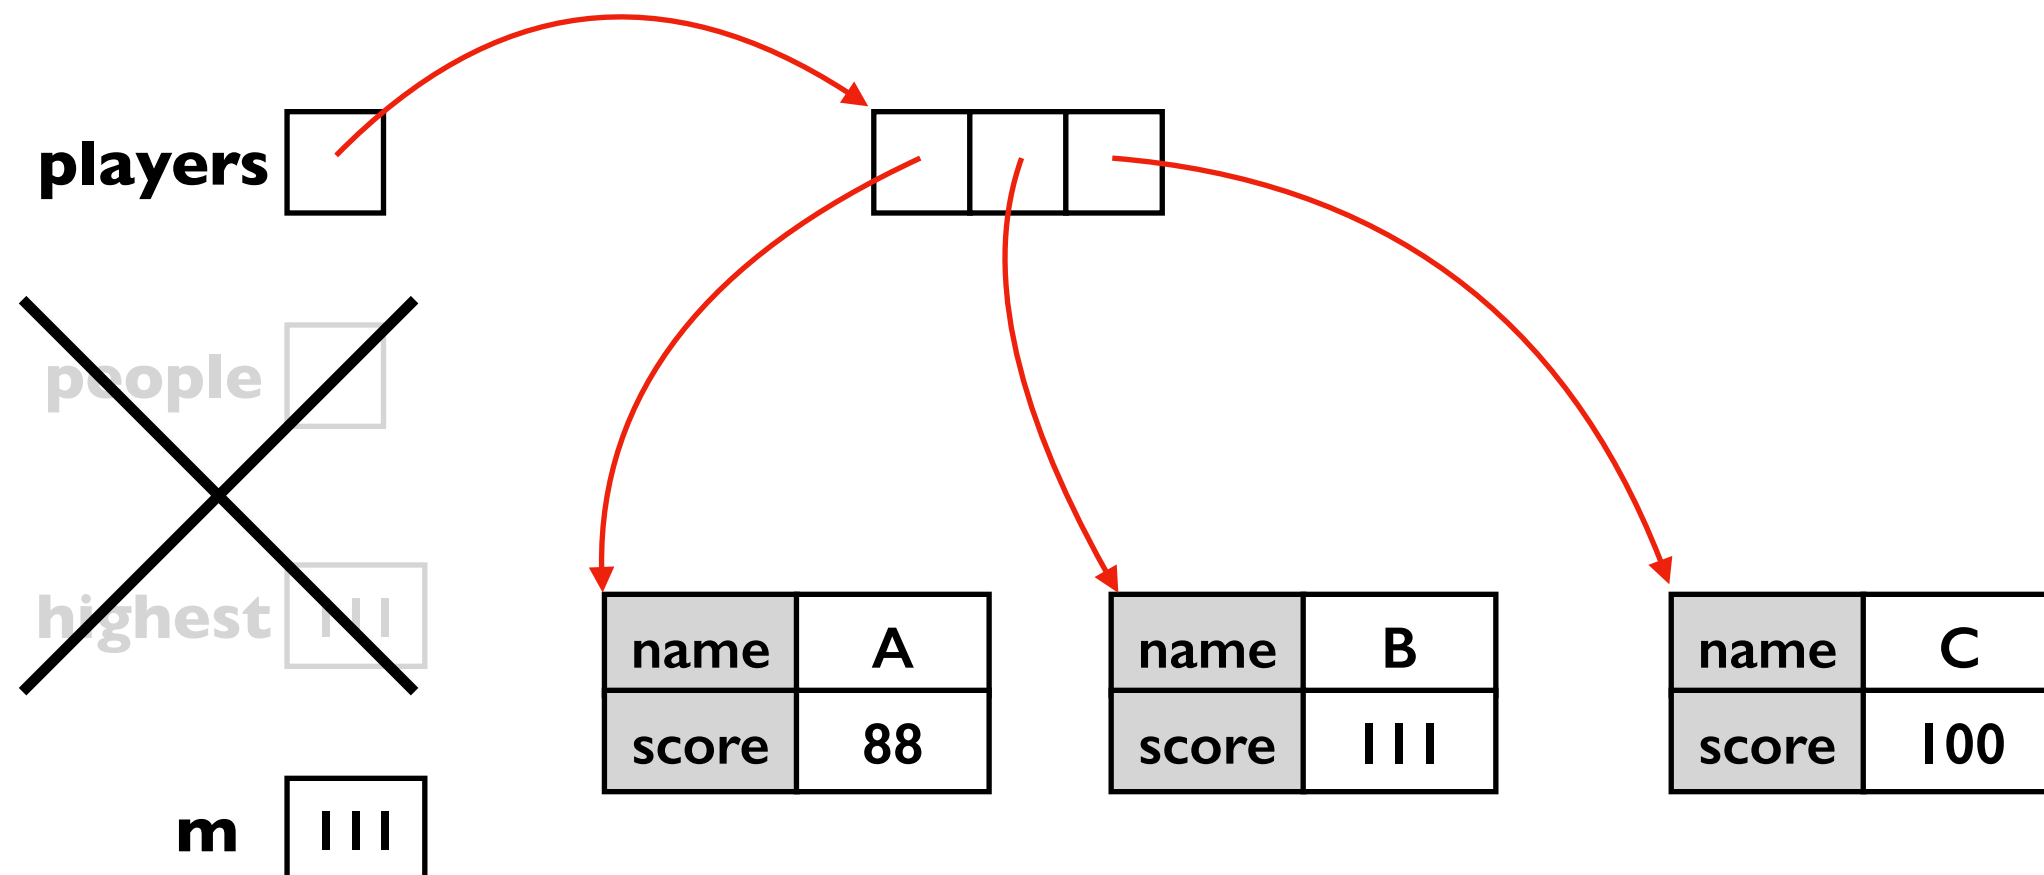 players
people
highest 111
name A
score 88
name B
score 111
name C
score 100
m 111